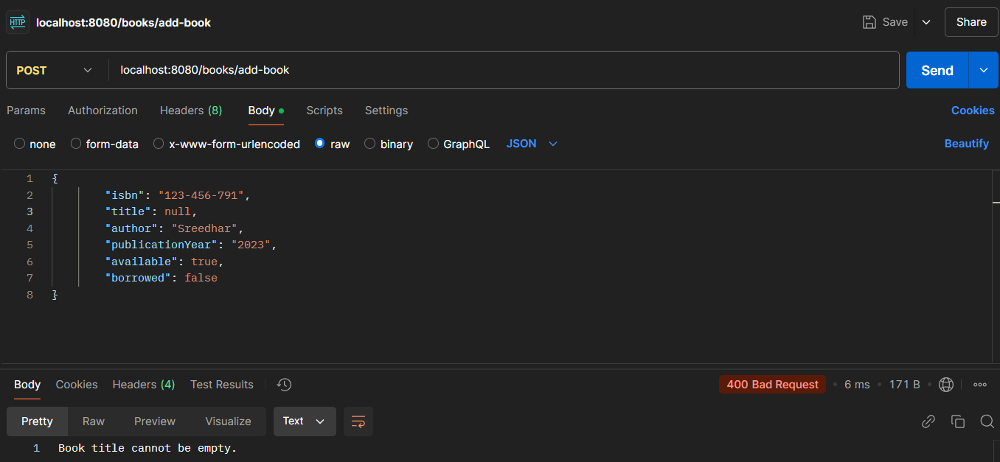 HTTP localhost:8080/books/add-book Save Share
POST localhost:8080/books/add-book Send
Params Authorization Headers (8) Body Scripts Settings Cookies
none form-data x-www-form-urlencoded raw binary GraphQL JSON Beautify
1 {
2 "isbn": "123-456-791",
3 "title": null,
4 "author": "Sreedhar",
5 "publicationYear": "2023",
6 "available": true,
7 "borrowed": false
8 }
Body Cookies Headers (4) Test Results 400 Bad Request • 6 ms • 171 B •
Pretty Raw Preview Visualize Text
1 Book title cannot be empty.